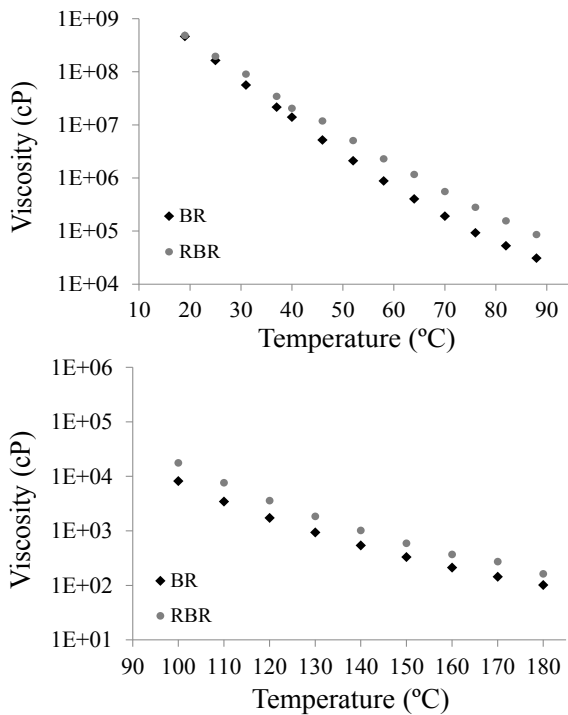 1E+09
1E+08
1E+07
1E+06
1E+05
1E+04
Viscosity (cP)
BR
RBR
10 20 30 40 50 60 70 80 90
Temperature (ºC)
1E+06
1E+05
1E+04
1E+03
1E+02
1E+01
Viscosity (cP)
BR
RBR
90 100 110 120 130 140 150 160 170 180
Temperature (ºC)